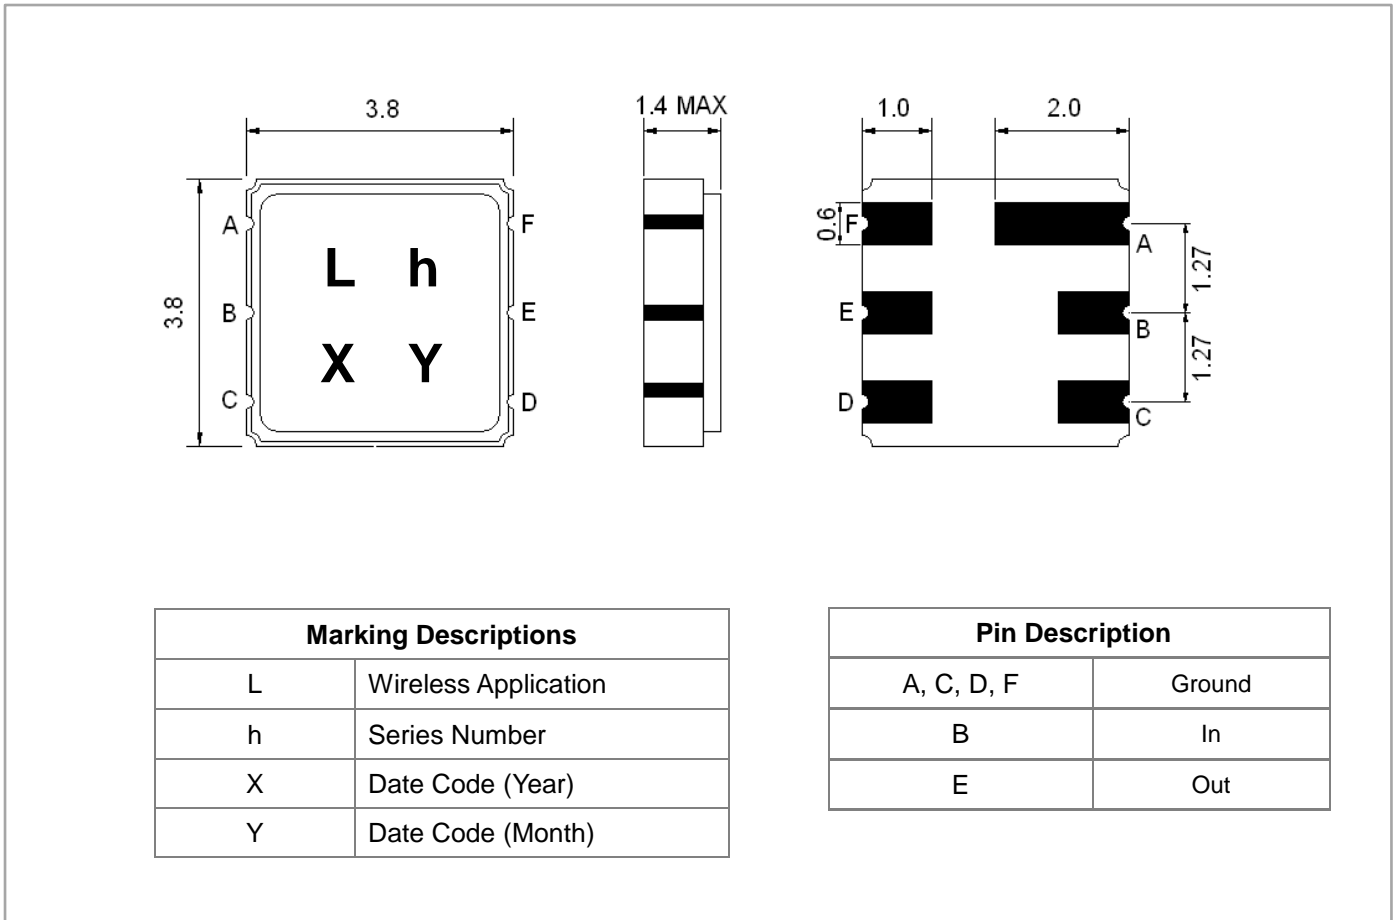 3.8
1.4 MAX
1.0
2.0
3.8
A
F
L h
B
E
X Y
C
D
0.6
F
A
1.27
E
B
1.27
D
C
Marking Descriptions
L Wireless Application
h Series Number
X Date Code (Year)
Y Date Code (Month)
Pin Description
A, C, D, F Ground
B In
E Out